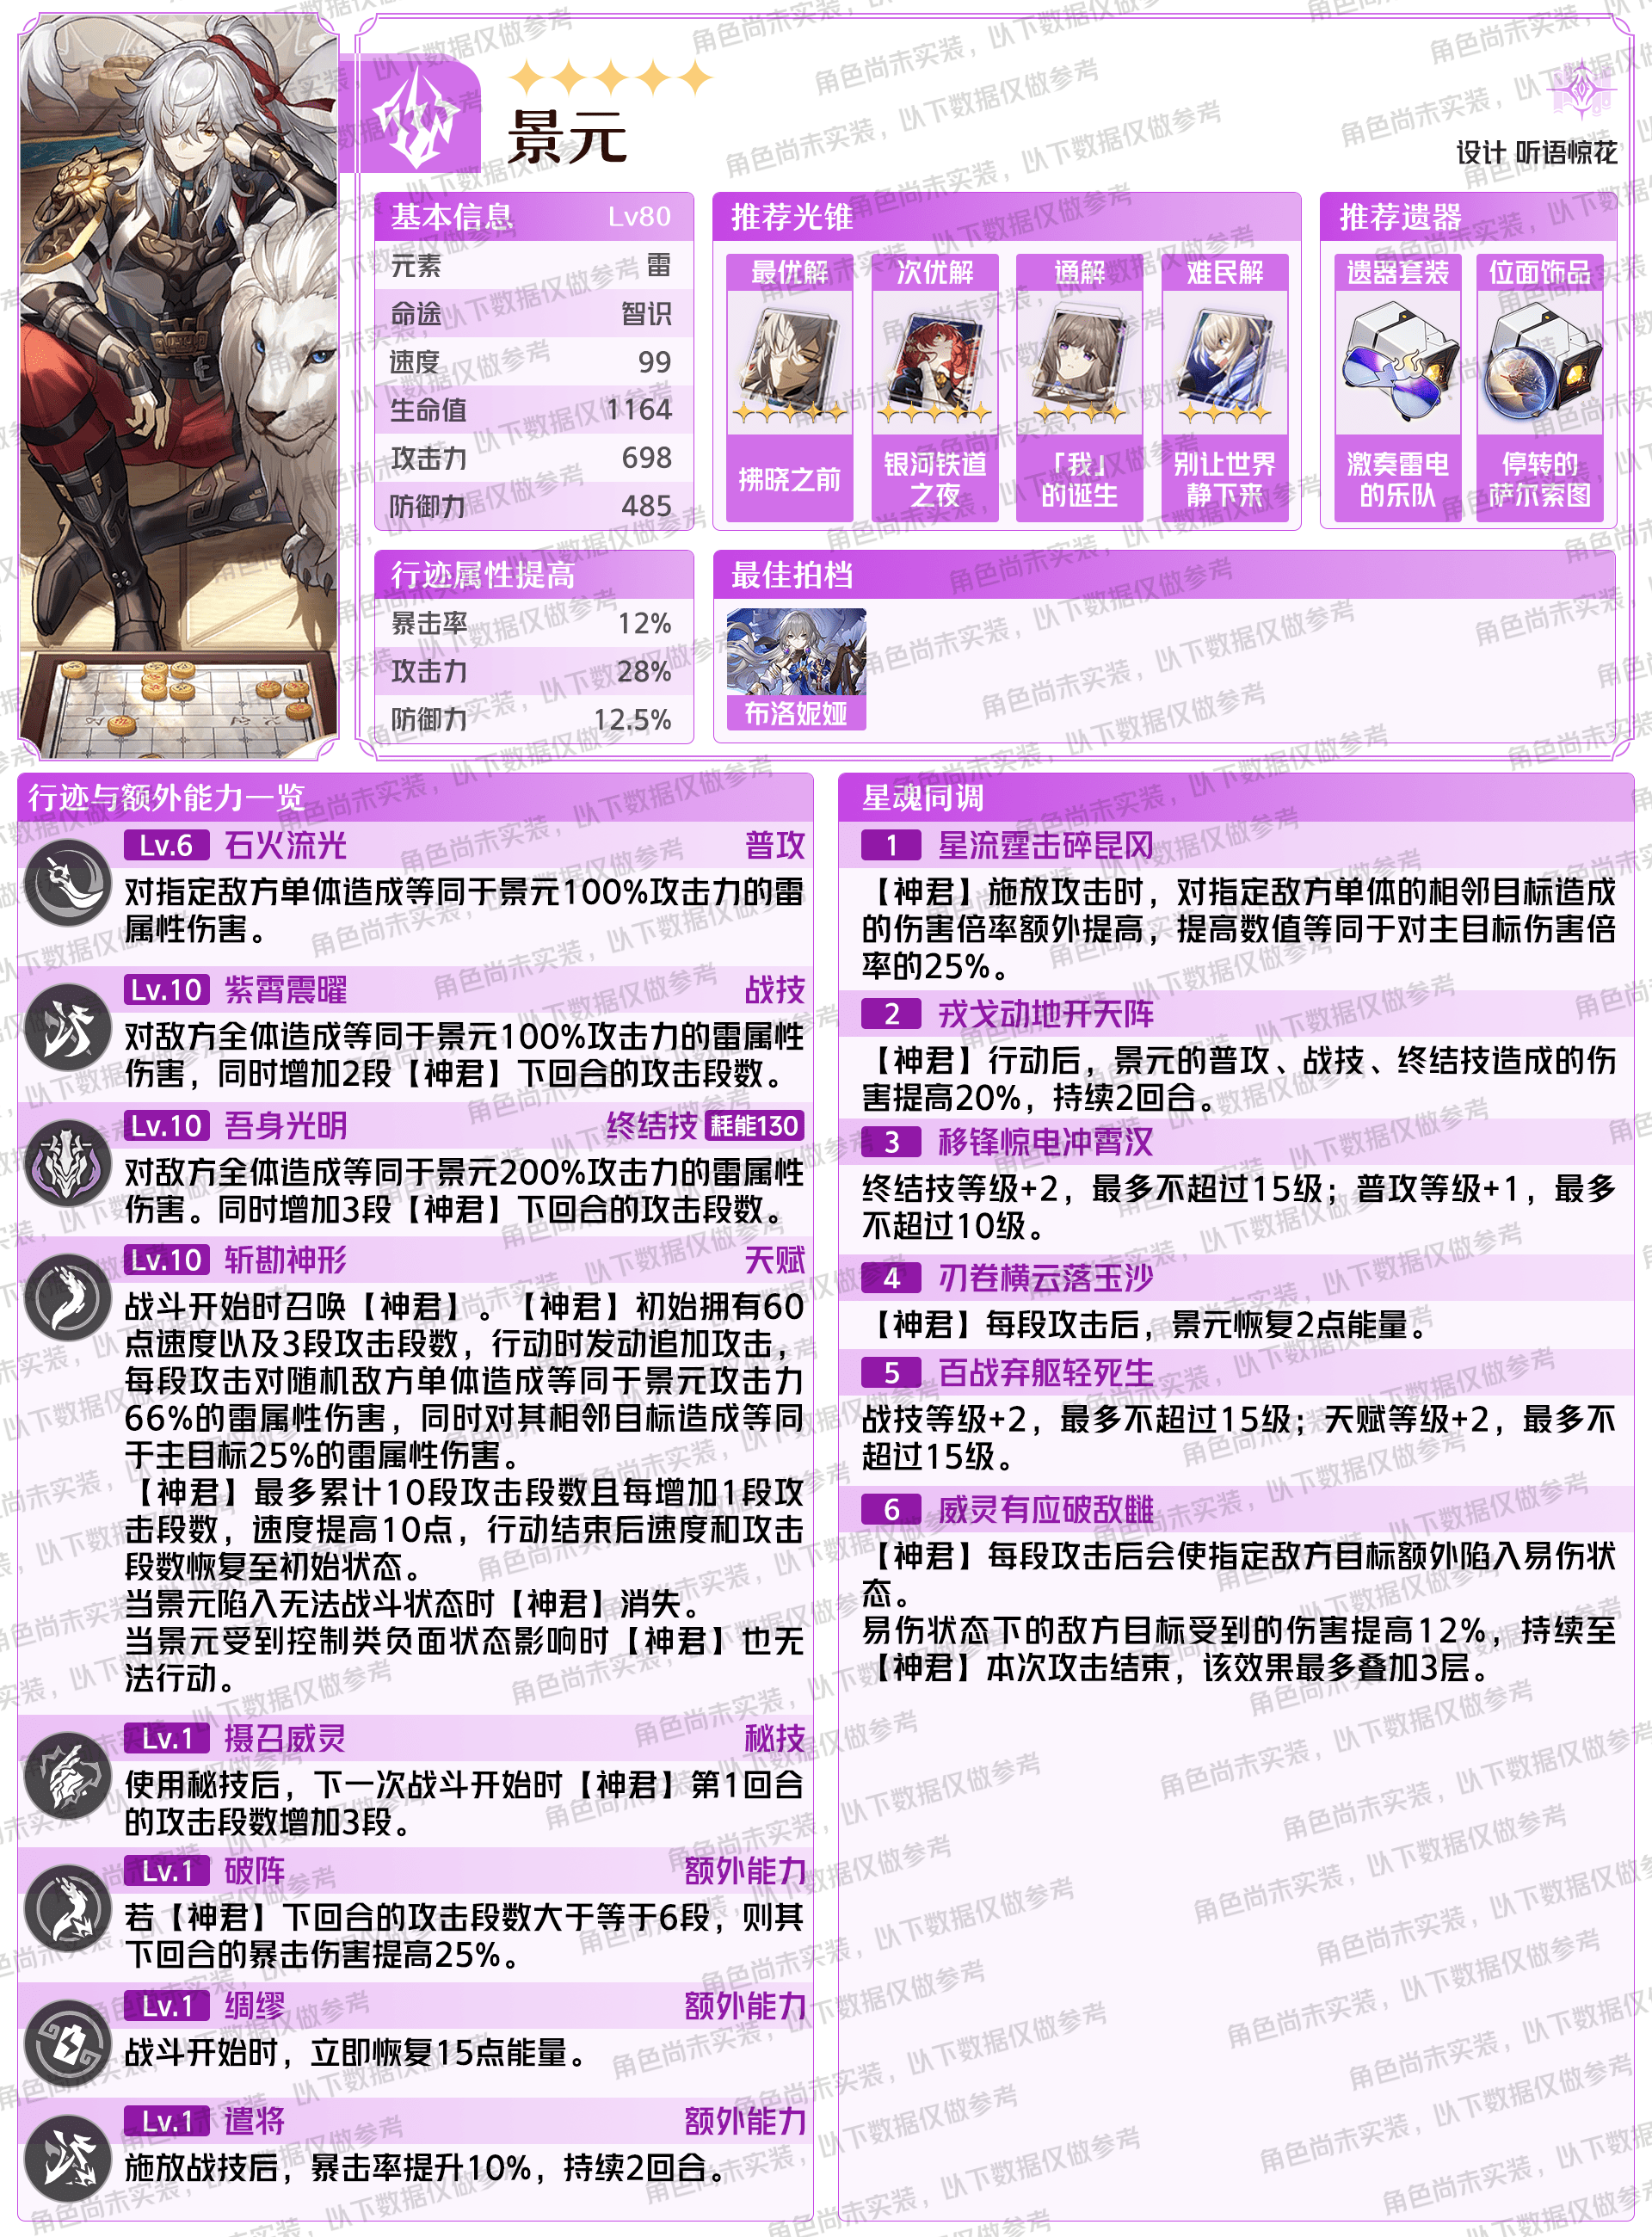 角色尚未实装，以下数据仅做参考
景元
设计 听语惊花
基本信息 Lv80
元素 雷
命途 智识
速度 99
生命值 1164
攻击力 698
防御力 485
推荐光锥
最优解 次优解 通解 难民解
拂晓之前
银河铁道
之夜
「我」
的诞生
别让世界
静下来
推荐遗器
遗器套装 位面饰品
激奏雷电
的乐队
停转的
萨尔索图
行迹属性提高
暴击率 12%
攻击力 28%
防御力 12.5%
最佳拍档
布洛妮娅
行迹与额外能力一览
Lv.6 石火流光 普攻
对指定敌方单体造成等同于景元100%攻击力的雷
属性伤害。
Lv.10 紫霄震曜 战技
对敌方全体造成等同于景元100%攻击力的雷属性
伤害，同时增加2段【神君】下回合的攻击段数。
Lv.10 吾身光明 终结技 耗能130
对敌方全体造成等同于景元200%攻击力的雷属性
伤害。同时增加3段【神君】下回合的攻击段数。
Lv.10 斩勘神形 天赋
战斗开始时召唤【神君】。【神君】初始拥有60
点速度以及3段攻击段数，行动时发动追加攻击，
每段攻击对随机敌方单体造成等同于景元攻击力
66%的雷属性伤害，同时对其相邻目标造成等同
于主目标25%的雷属性伤害。
【神君】最多累计10段攻击段数且每增加1段攻
击段数，速度提高10点，行动结束后速度和攻击
段数恢复至初始状态。
当景元陷入无法战斗状态时【神君】消失。
当景元受到控制类负面状态影响时【神君】也无
法行动。
Lv.1 摄召威灵 秘技
使用秘技后，下一次战斗开始时【神君】第1回合
的攻击段数增加3段。
Lv.1 破阵 额外能力
若【神君】下回合的攻击段数大于等于6段，则其
下回合的暴击伤害提高25%。
Lv.1 绸缪 额外能力
战斗开始时，立即恢复15点能量。
Lv.1 遣将 额外能力
施放战技后，暴击率提升10%，持续2回合。
星魂同调
1 星流霆击碎昆冈
【神君】施放攻击时，对指定敌方单体的相邻目标造成
的伤害倍率额外提高，提高数值等同于对主目标伤害倍
率的25%。
2 戎戈动地开天阵
【神君】行动后，景元的普攻、战技、终结技造成的伤
害提高20%，持续2回合。
3 移锋惊电冲霄汉
终结技等级+2，最多不超过15级；普攻等级+1，最多
不超过10级。
4 刃卷横云落玉沙
【神君】每段攻击后，景元恢复2点能量。
5 百战弃躯轻死生
战技等级+2，最多不超过15级；天赋等级+2，最多不
超过15级。
6 威灵有应破敌雠
【神君】每段攻击后会使指定敌方目标额外陷入易伤状
态。
易伤状态下的敌方目标受到的伤害提高12%，持续至
【神君】本次攻击结束，该效果最多叠加3层。